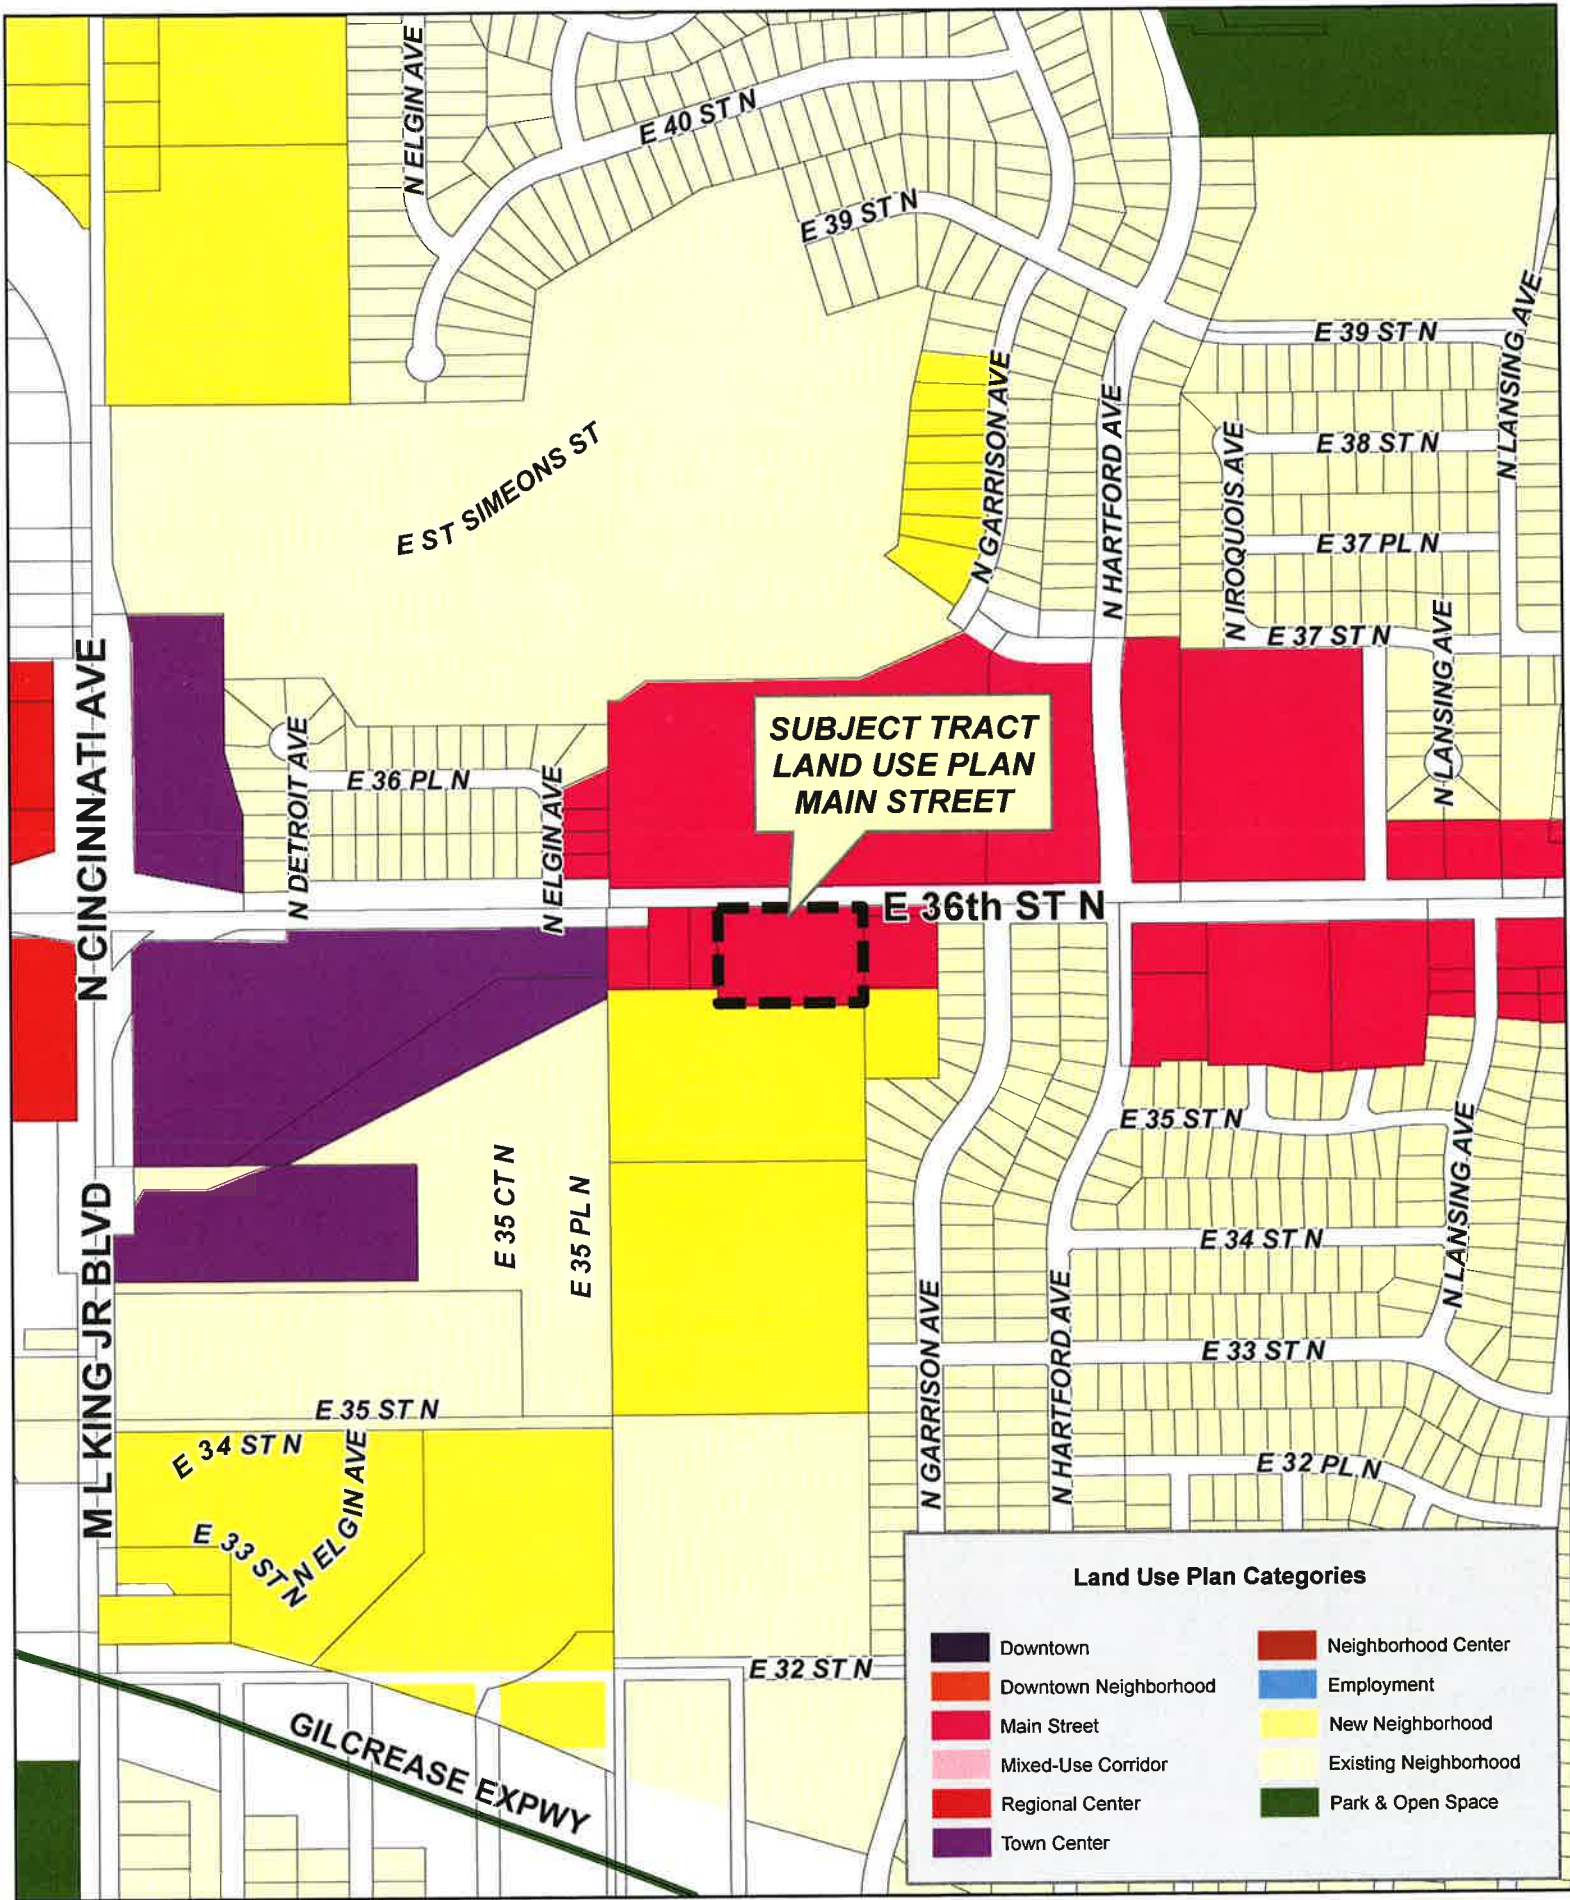 N ELGIN AVE
E 40 ST N
E 39 ST N
E 39 ST N
N LANSING AVE
N GARRISON AVE
N HARTFORD AVE
N IROQUOIS AVE
E 38 ST N
E ST SIMEONS ST
E 37 PL N
E 37 ST N
N LANSING AVE
N CINCINNATI AVE
N DETROIT AVE
E 36 PL N
N ELGIN AVE
SUBJECT TRACT
LAND USE PLAN
MAIN STREET
E 36th ST N
E 35 ST N
N LANSING AVE
E 35 CT N
E 35 PL N
M L KING JR BLVD
E 34 ST N
N GARRISON AVE
N HARTFORD AVE
E 33 ST N
E 35 ST N
E 34 ST N
N ELGIN AVE
E 33 ST N
E 32 PL N
E 32 ST N
GILCREASE EXPWY
Land Use Plan Categories
Downtown
Downtown Neighborhood
Main Street
Mixed-Use Corridor
Regional Center
Town Center
Neighborhood Center
Employment
New Neighborhood
Existing Neighborhood
Park & Open Space